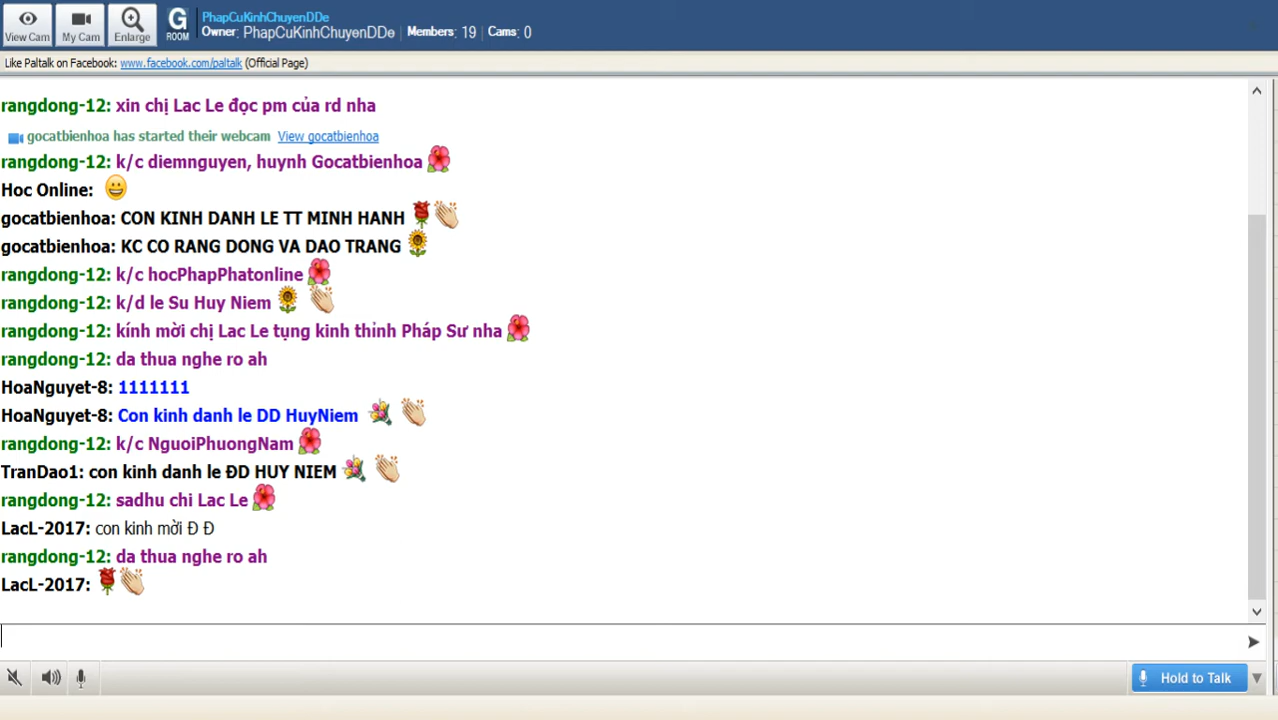 View Cam
My Cam
Enlarge
G
ROOM
PhapCuKinhChuyenDDe
Owner: PhapCuKinhChuyenDDe Members: 19 Cams: 0
Like Paltalk on Facebook: www.facebook.com/paltalk (Official Page)
rangdong-12: xin chị Lac Le đọc pm của rd nha
gocatbienhoa has started their webcam View gocatbienhoa
rangdong-12: k/c diemnguyen, huynh Gocatbienhoa
Hoc Online:
gocatbienhoa: CON KINH DANH LE TT MINH HANH
gocatbienhoa: KC CO RANG DONG VA DAO TRANG
rangdong-12: k/c hocPhapPhatonline
rangdong-12: k/d le Su Huy Niem
rangdong-12: kính mời chị Lac Le tụng kinh thỉnh Pháp Sư nha
rangdong-12: da thua nghe ro ah
HoaNguyet-8: 1111111
HoaNguyet-8: Con kinh danh le DD HuyNiem
rangdong-12: k/c NguoiPhuongNam
TranDao1: con kinh danh le ĐD HUY NIEM
rangdong-12: sadhu chi Lac Le
LacL-2017: con kinh mời Đ Đ
rangdong-12: da thua nghe ro ah
LacL-2017:
Hold to Talk